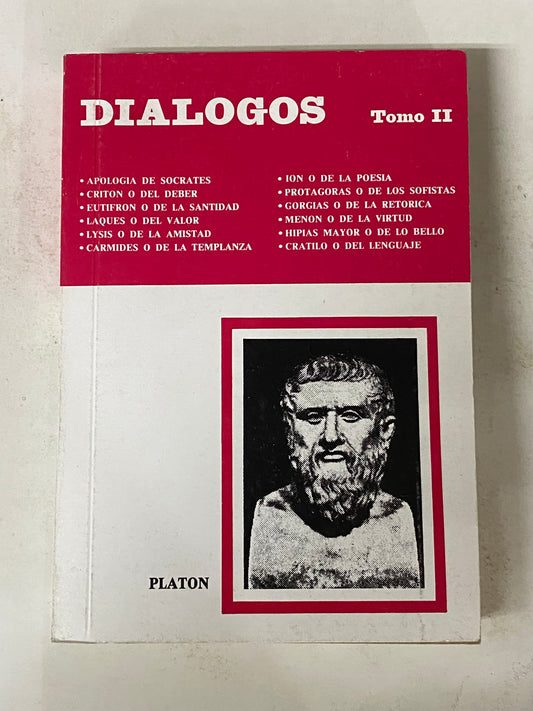 DIALOGOS Tomo II
• APOLOGIA DE SOCRATES
• CRITON O DEL DEBER
• EUTIFRON O DE LA SANTIDAD
• LAQUES O DEL VALOR
• LYSIS O DE LA AMISTAD
• CARMIDES O DE LA TEMPLANZA
• ION O DE LA POESIA
• PROTAGORAS O DE LOS SOFISTAS
• GORGIAS O DE LA RETORICA
• MENON O DE LA VIRTUD
• HIPIAS MAYOR O DE LO BELLO
• CRATILO O DEL LENGUAJE
PLATON